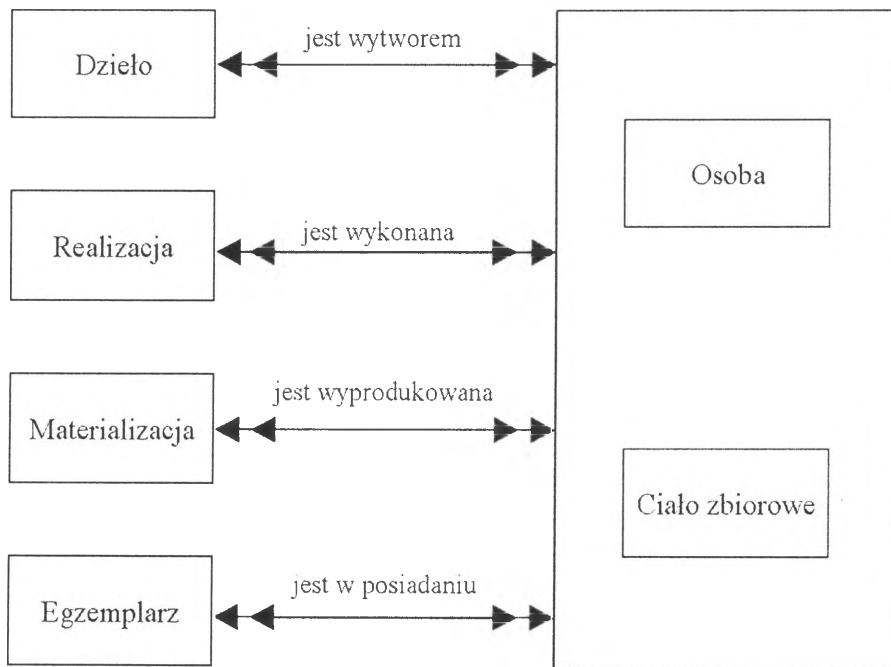 Dzieło
jest wytworem
Osoba
Realizacja
jest wykonana
Materializacja
jest wyprodukowana
Ciało zbiorowe
Egzemplarz
jest w posiadaniu